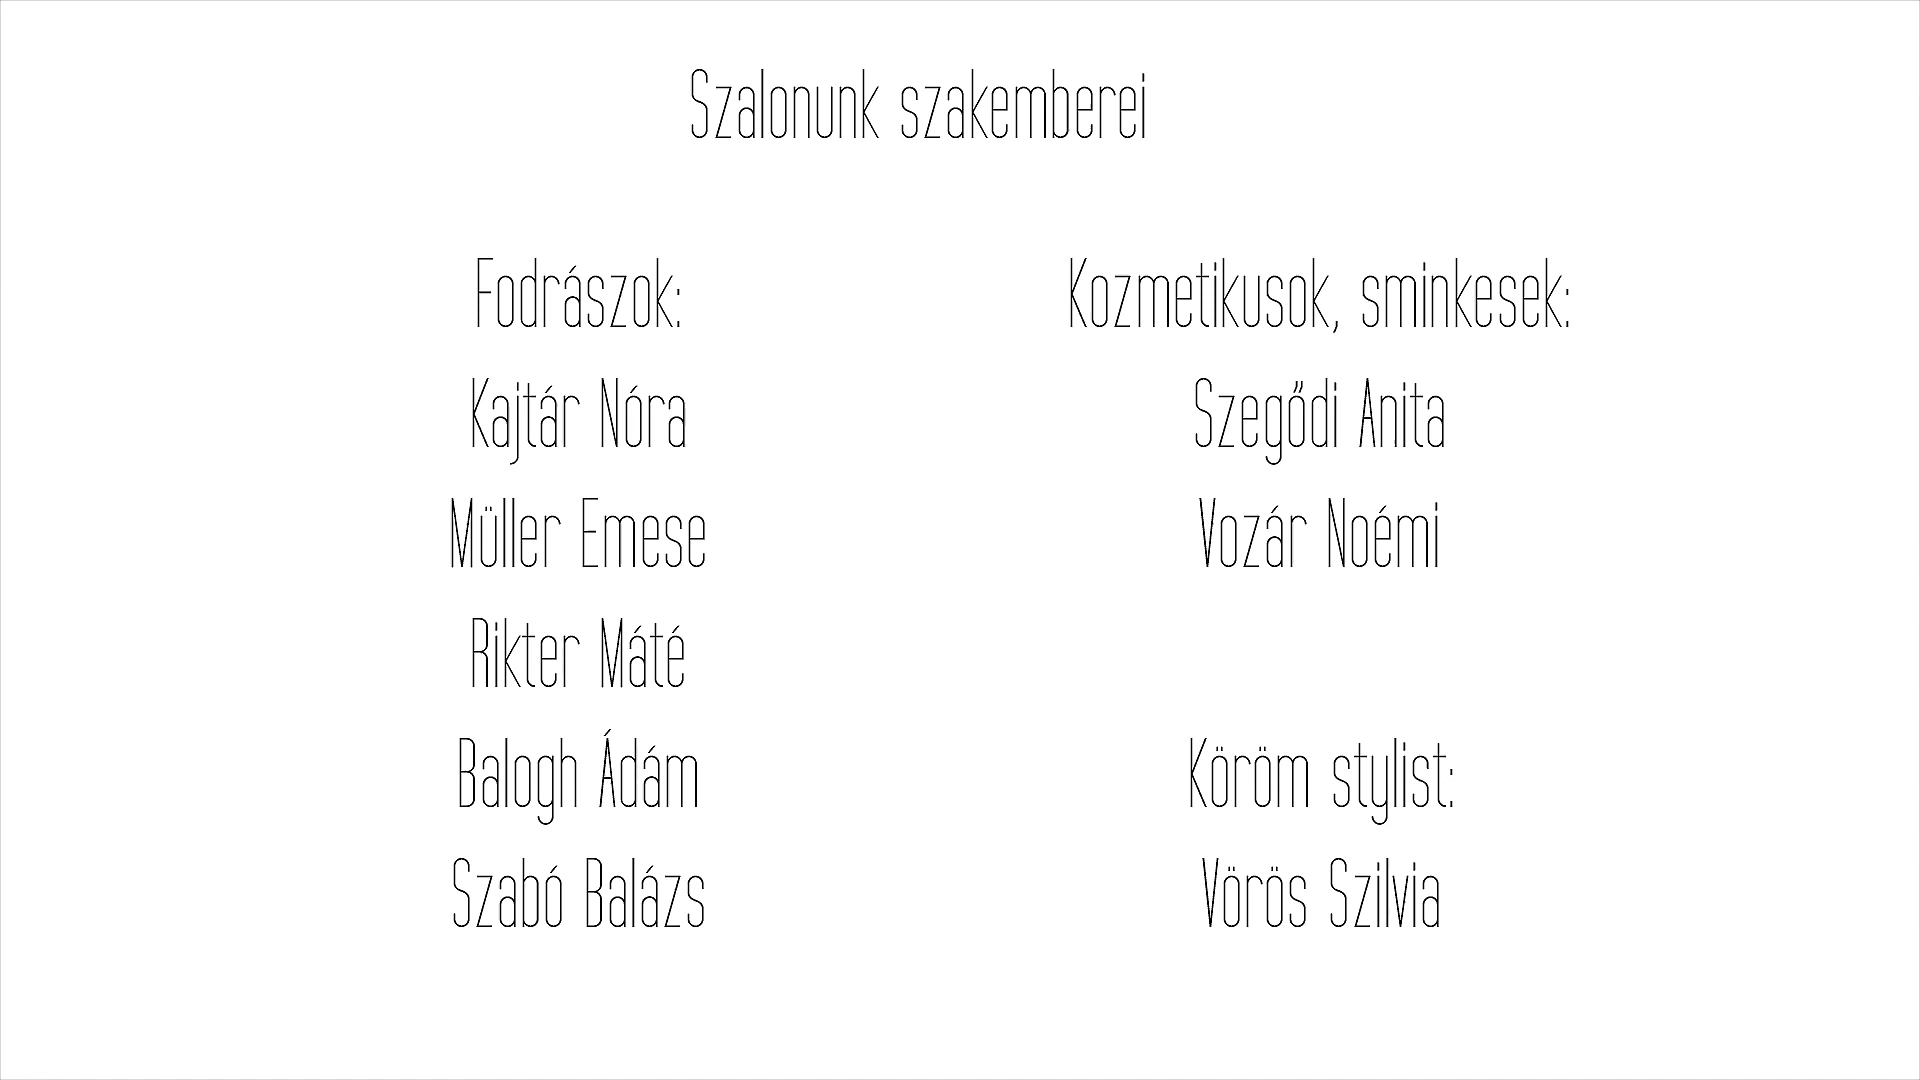 Szalonunk szakemberei
Fodrászok:
Kajtár Nóra
Müller Emese
Rikter Máté
Balogh Ádám
Szabó Balázs
Kozmetikusok, sminkesek:
Szegődi Anita
Vozár Noémi
Köröm stylist:
Vörös Szilvia